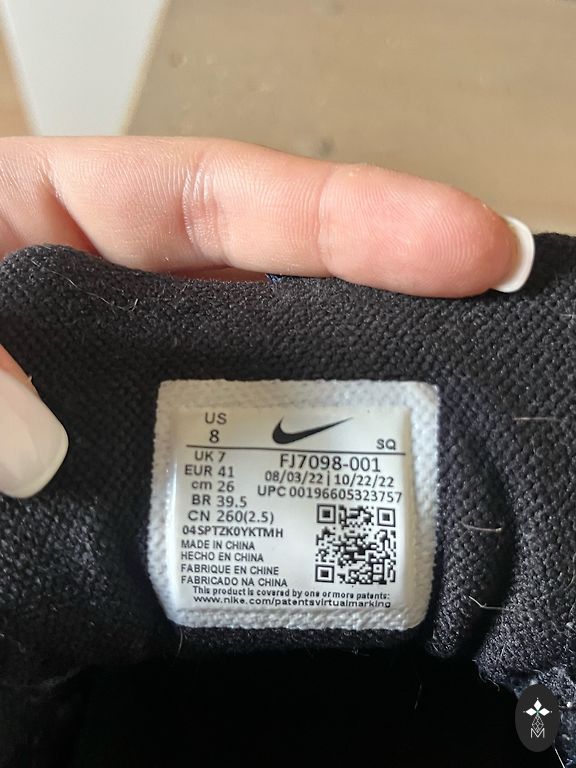 US
8
SQ
UK 7
FJ7098-001
EUR 41
08/03/22 | 10/22/22
cm 26
UPC 00196605323757
BR 39.5
CN 260(2.5)
04SPTZK0YKTMH
MADE IN CHINA
HECHO EN CHINA
FABRIQUE EN CHINE
FABRICADO NA CHINA
This product is covered by one or more patents:
www.nike.com/patentsvirtualmarking
M